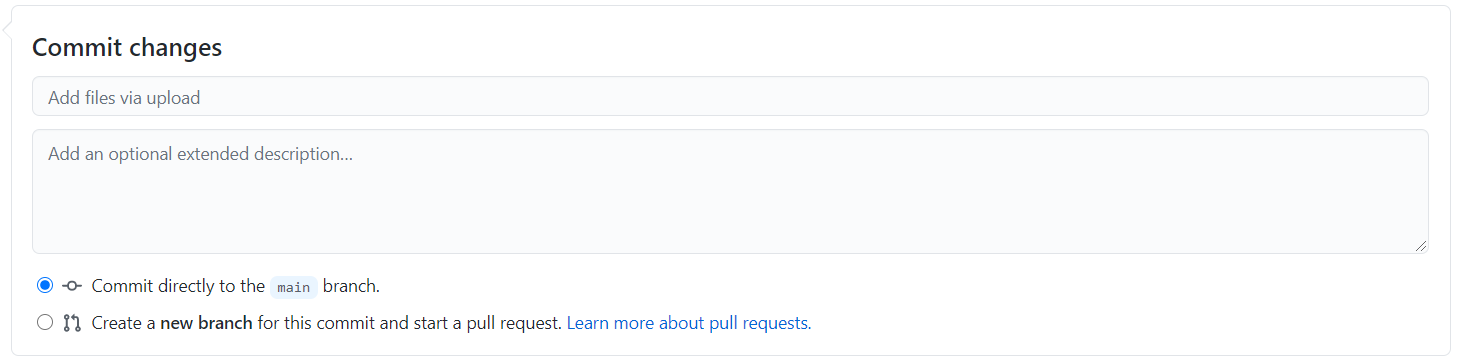 Commit changes
Add files via upload
Add an optional extended description...
Commit directly to the main branch.
Create a new branch for this commit and start a pull request. Learn more about pull requests.